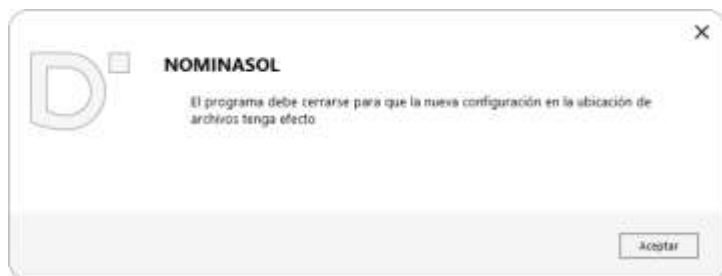 NOMINASOL
El programa debe cerrarse para que la nueva configuración en la ubicación de
archivos tenga efecto
Aceptar